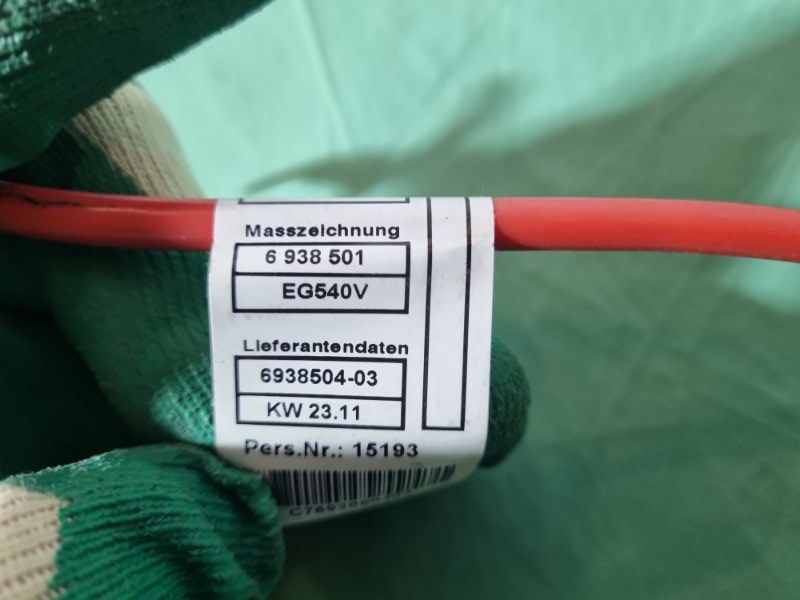 Masszeichnung
6 938 501
EG540V
Lieferantendaten
6938504-03
KW 23.11
Pers.Nr.: 15193